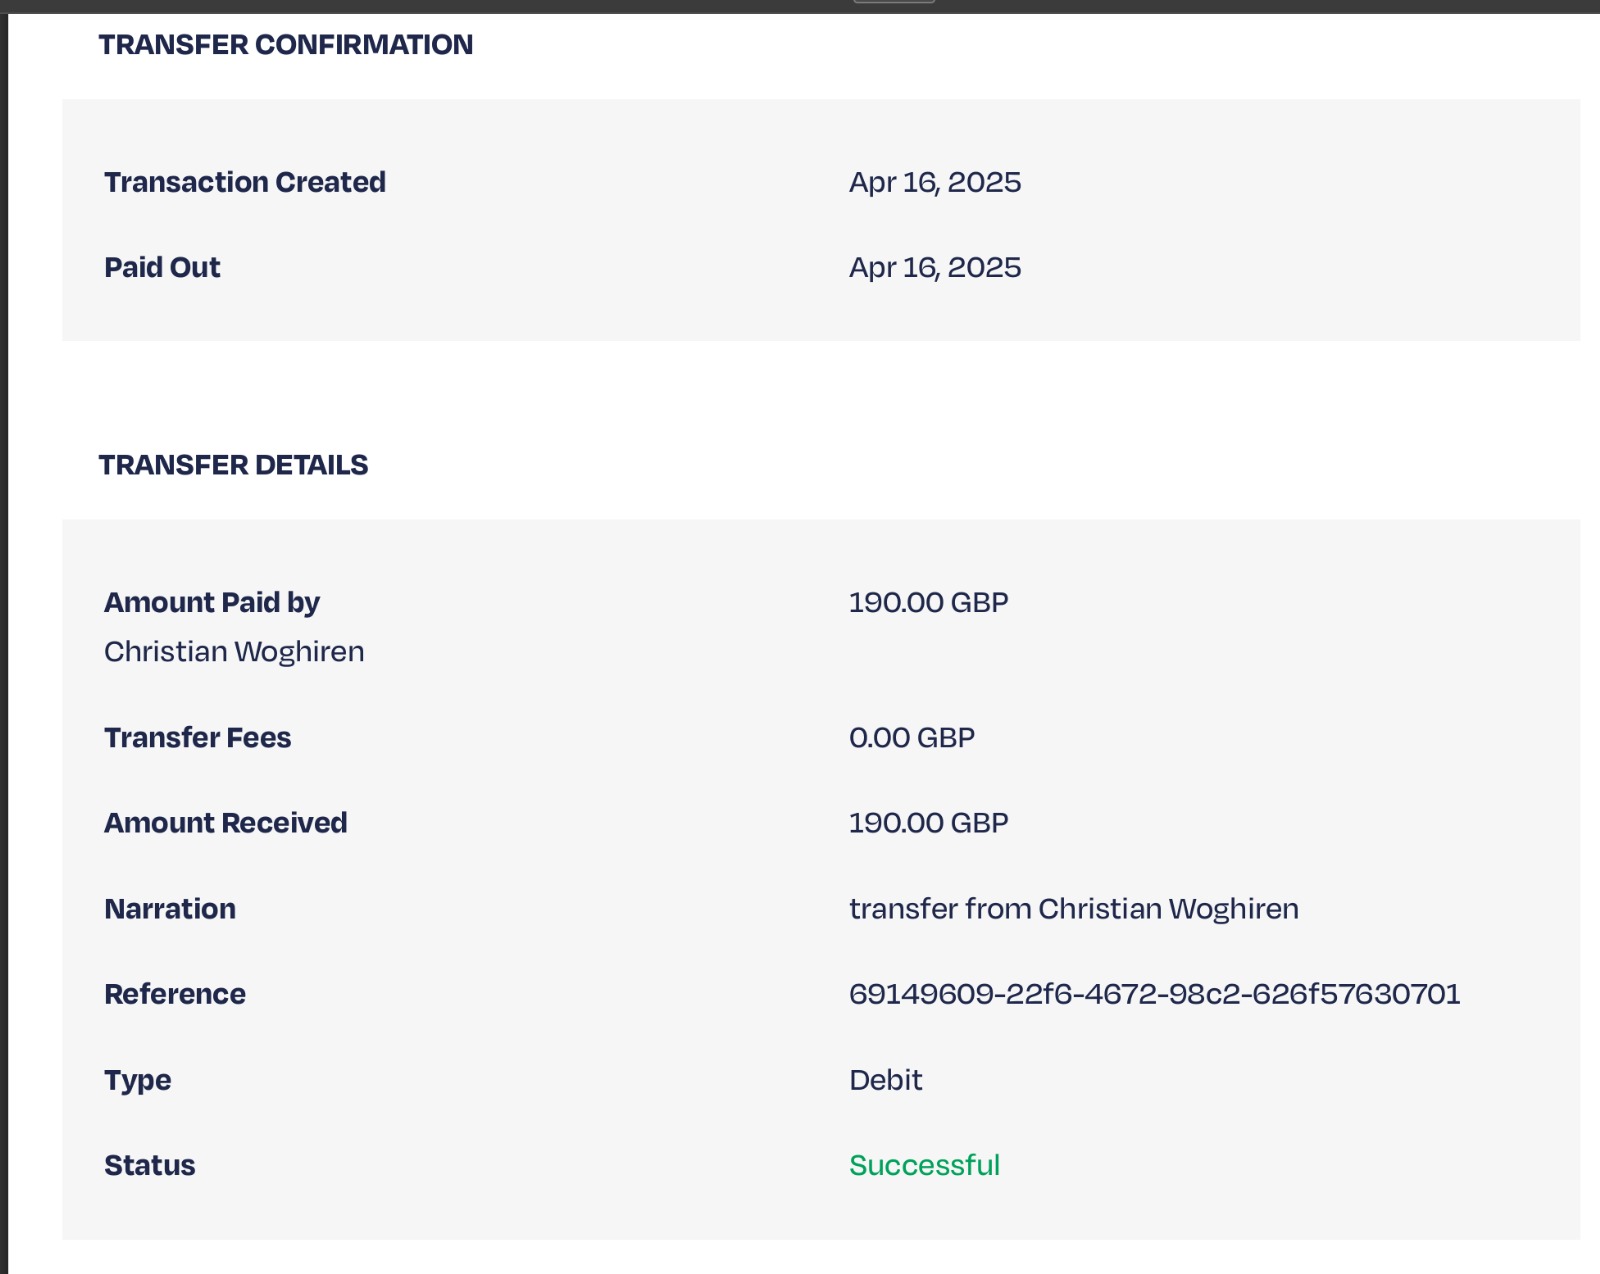 TRANSFER CONFIRMATION
Transaction Created Apr 16, 2025
Paid Out Apr 16, 2025
TRANSFER DETAILS
Amount Paid by 190.00 GBP
Christian Woghiren
Transfer Fees 0.00 GBP
Amount Received 190.00 GBP
Narration transfer from Christian Woghiren
Reference 69149609-22f6-4672-98c2-626f57630701
Type Debit
Status Successful